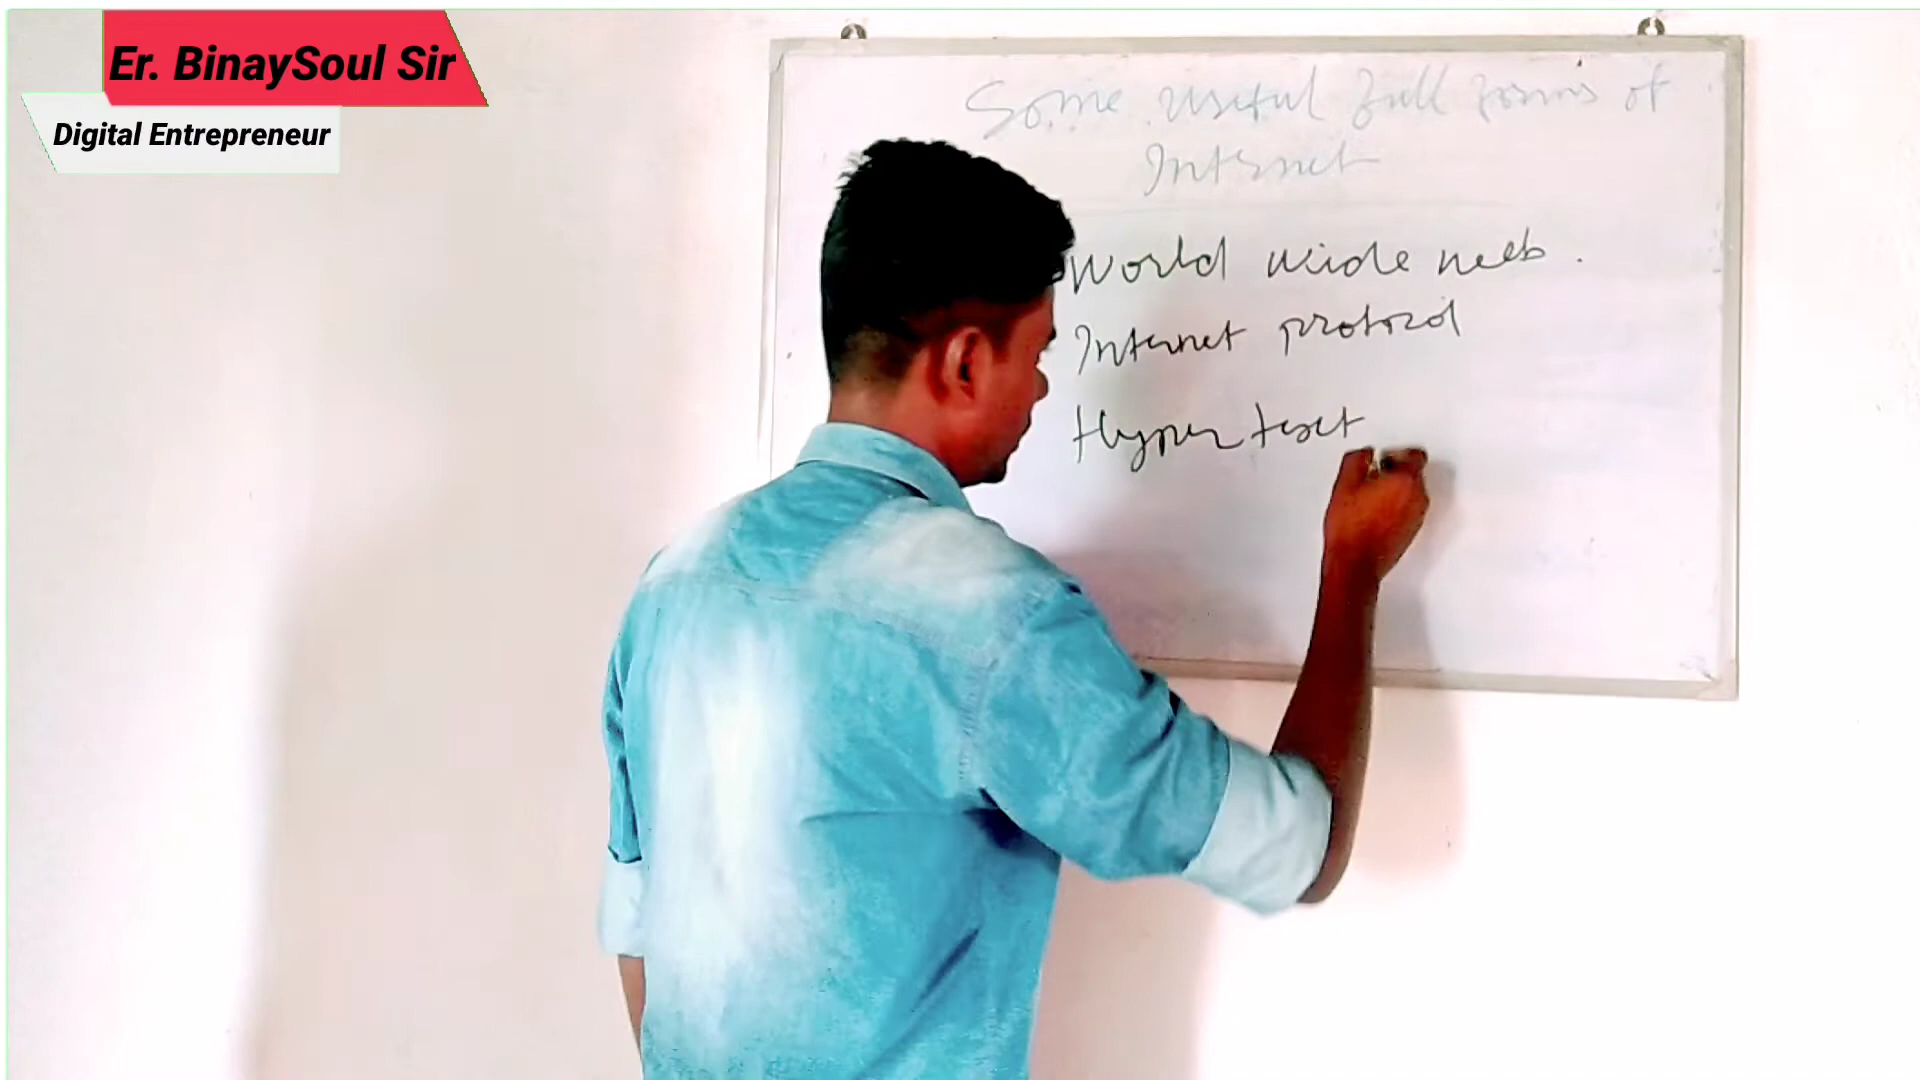 Er. BinaySoul Sir
Digital Entrepreneur
Some useful full forms of
Internet
World wide web.
Internet protocol
Hyper text